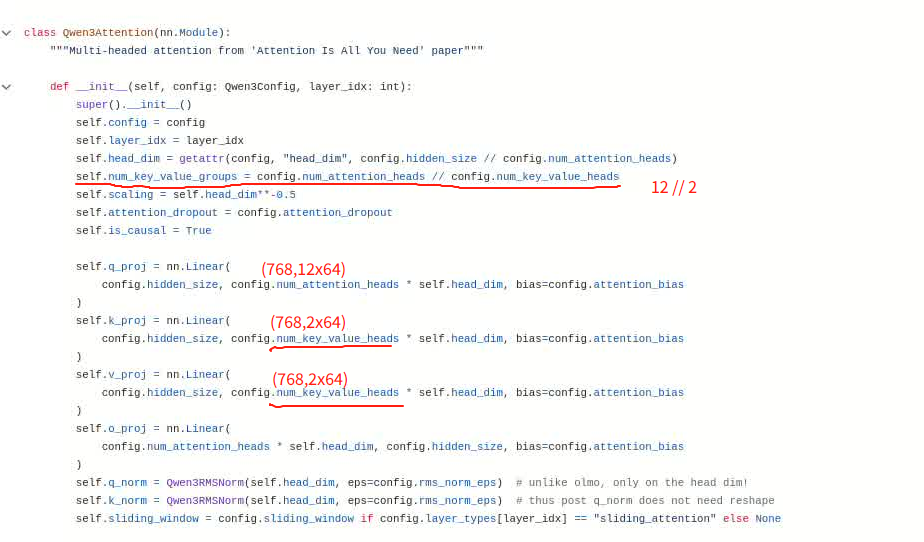 class Qwen3Attention(nn.Module):
"""Multi-headed attention from 'Attention Is All You Need' paper"""
def __init__(self, config: Qwen3Config, layer_idx: int):
super().__init__()
self.config = config
self.layer_idx = layer_idx
self.head_dim = getattr(config, "head_dim", config.hidden_size // config.num_attention_heads)
self.num_key_value_groups = config.num_attention_heads // config.num_key_value_heads
12 // 2
self.scaling = self.head_dim**-0.5
self.attention_dropout = config.attention_dropout
self.is_causal = True
self.q_proj = nn.Linear( (768,12x64)
config.hidden_size, config.num_attention_heads * self.head_dim, bias=config.attention_bias
)
self.k_proj = nn.Linear( (768,2x64)
config.hidden_size, config.num_key_value_heads * self.head_dim, bias=config.attention_bias
)
self.v_proj = nn.Linear( (768,2x64)
config.hidden_size, config.num_key_value_heads * self.head_dim, bias=config.attention_bias
)
self.o_proj = nn.Linear(
config.num_attention_heads * self.head_dim, config.hidden_size, bias=config.attention_bias
)
self.q_norm = Qwen3RMSNorm(self.head_dim, eps=config.rms_norm_eps)  # unlike olmo, only on the head dim!
self.k_norm = Qwen3RMSNorm(self.head_dim, eps=config.rms_norm_eps)  # thus post q_norm does not need reshape
self.sliding_window = config.sliding_window if config.layer_types[layer_idx] == "sliding_attention" else None